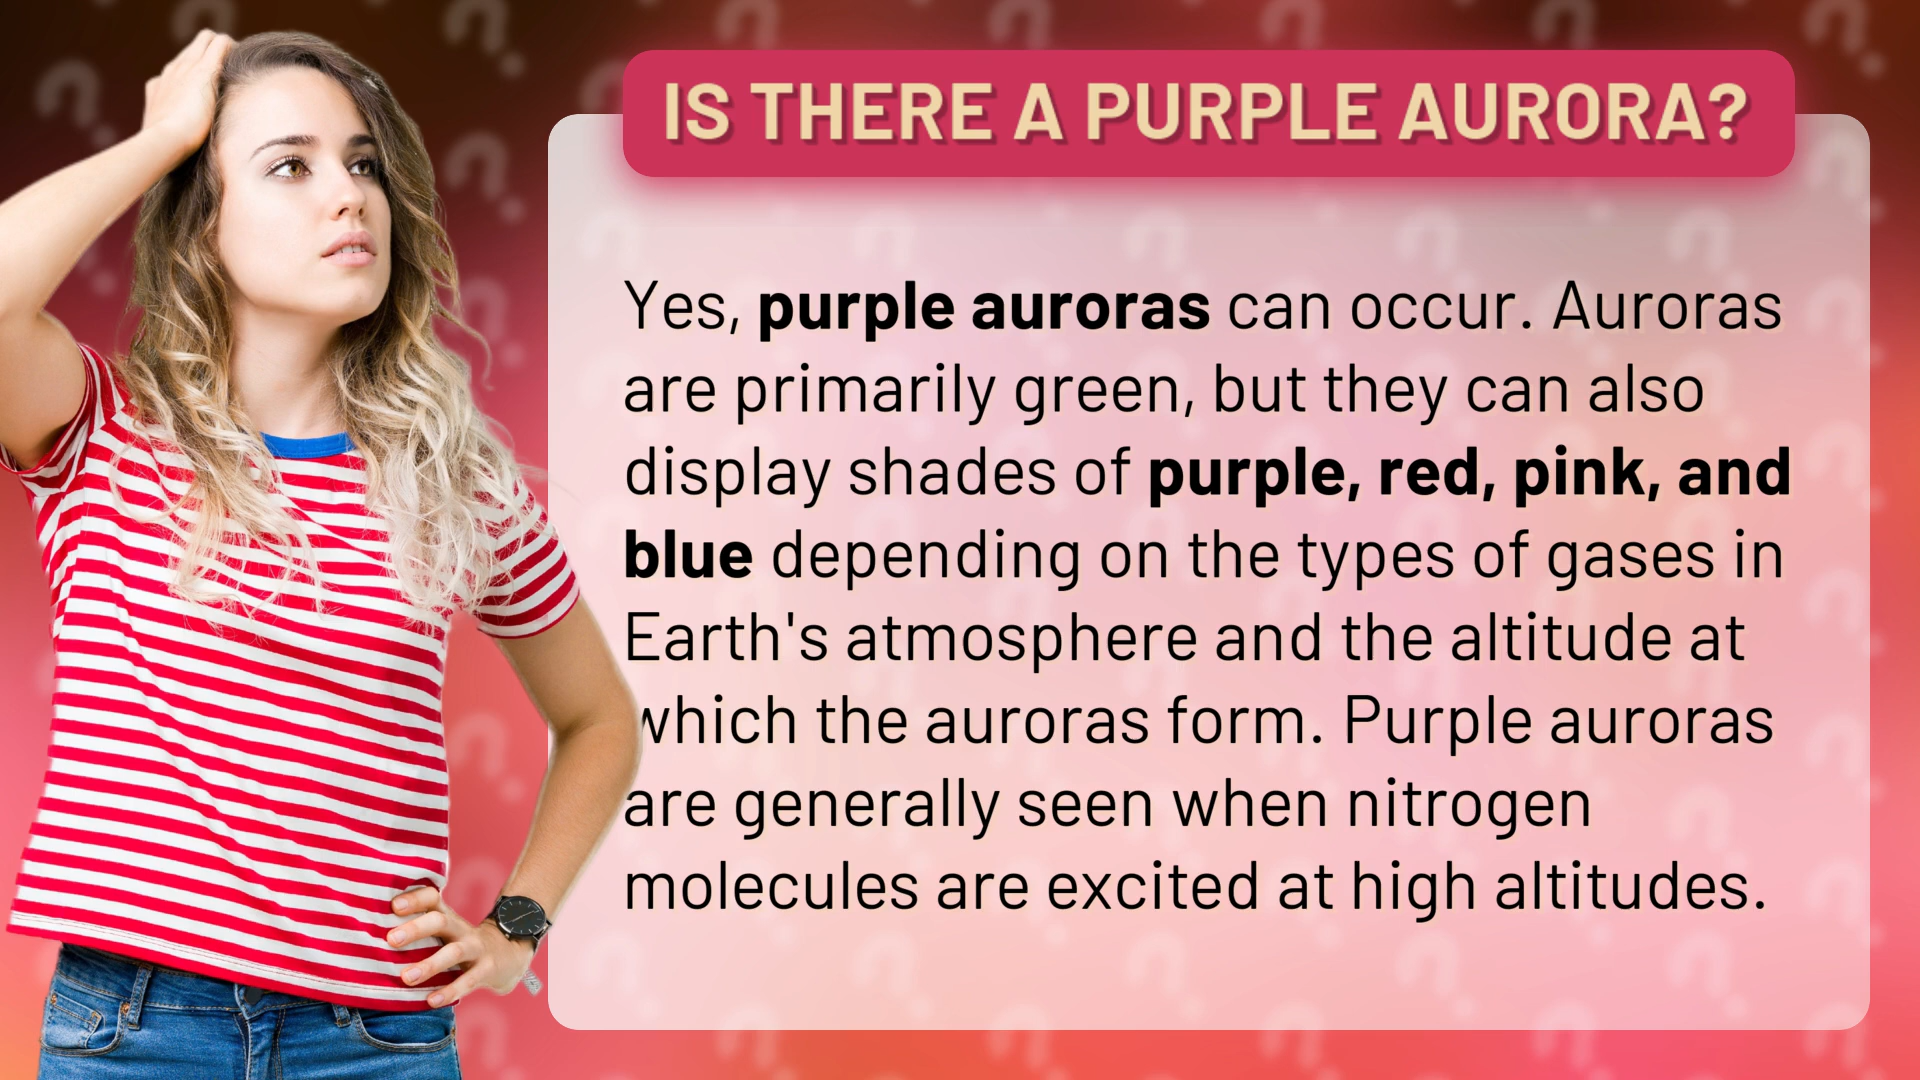 IS THERE A PURPLE AURORA?
Yes, purple auroras can occur. Auroras
are primarily green, but they can also
display shades of purple, red, pink, and
blue depending on the types of gases in
Earth's atmosphere and the altitude at
which the auroras form. Purple auroras
are generally seen when nitrogen
molecules are excited at high altitudes.